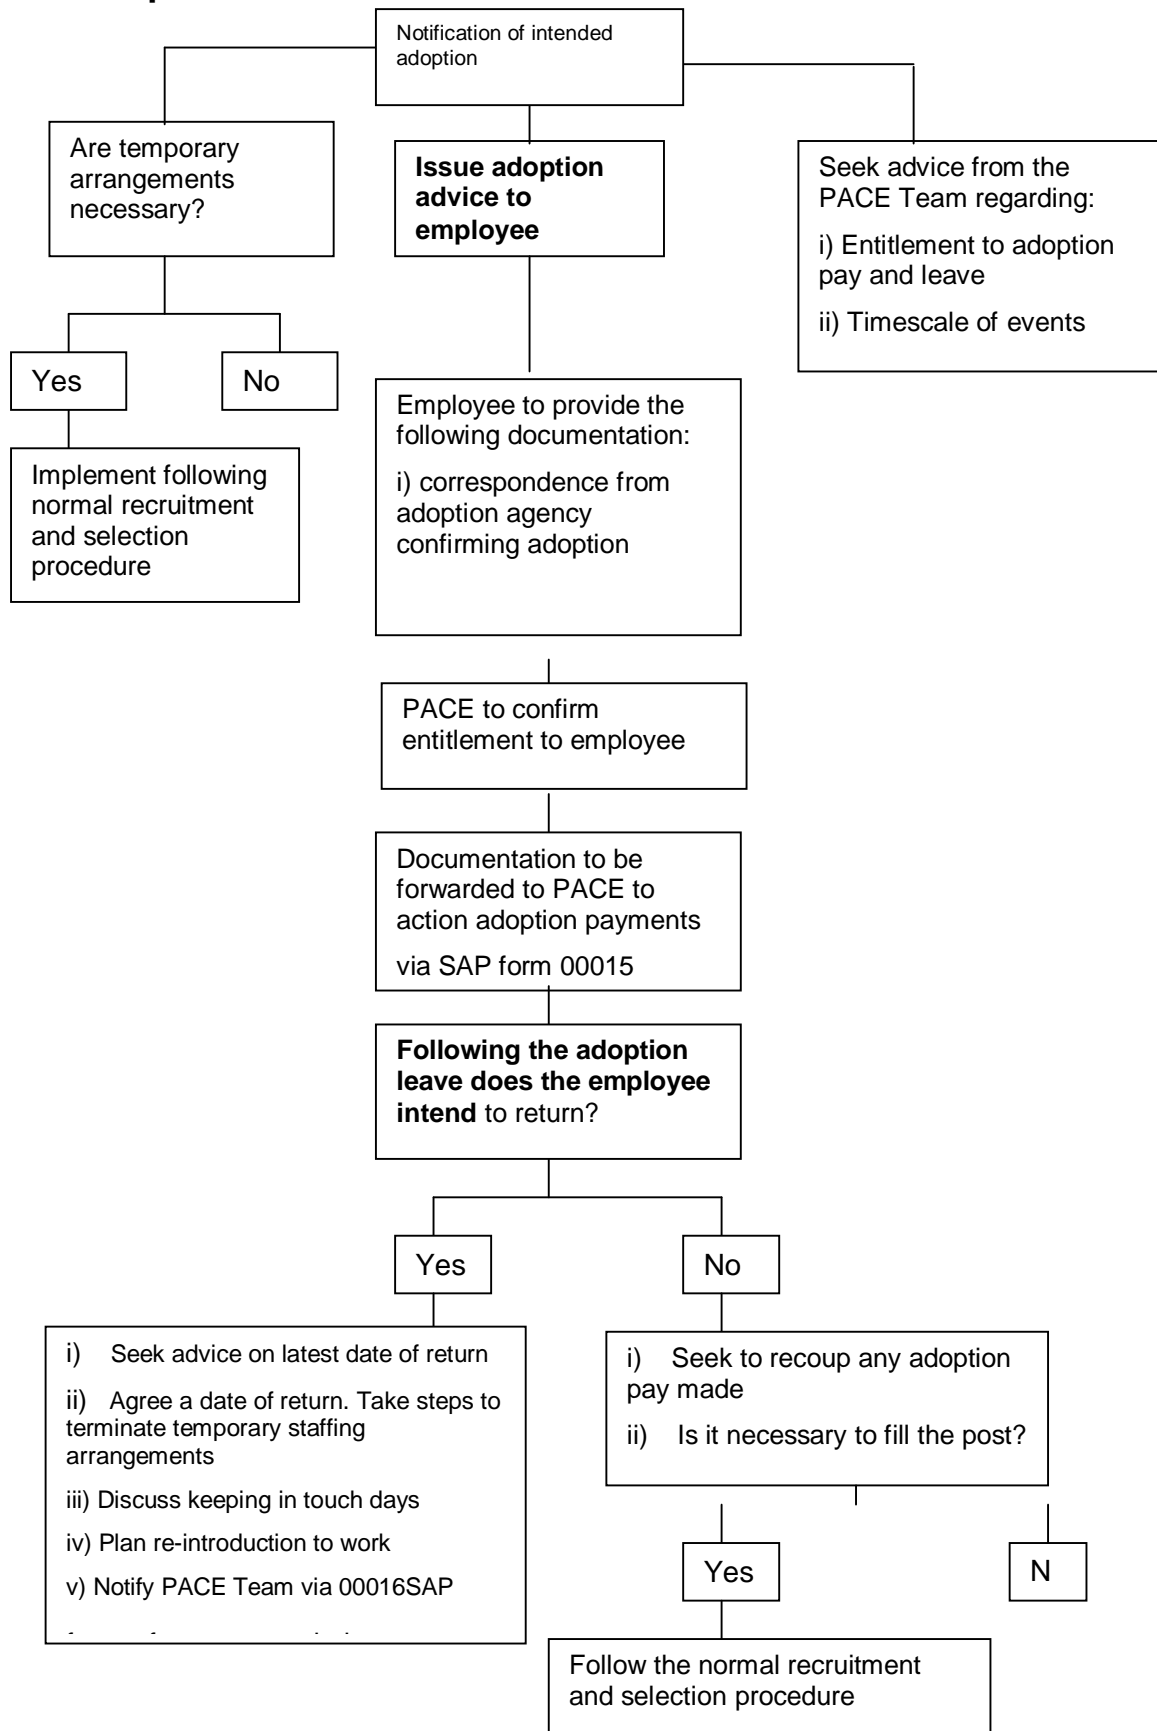 Notification of intended
adoption
Are temporary
arrangements
necessary?
Issue adoption
advice to
employee
Seek advice from the
PACE Team regarding:
i) Entitlement to adoption
pay and leave
ii) Timescale of events
Yes
No
Implement following
normal recruitment
and selection
procedure
Employee to provide the
following documentation:
i) correspondence from
adoption agency
confirming adoption
PACE to confirm
entitlement to employee
Documentation to be
forwarded to PACE to
action adoption payments
via SAP form 00015
Following the adoption
leave does the employee
intend to return?
Yes
No
i) Seek advice on latest date of return
ii) Agree a date of return. Take steps to
terminate temporary staffing
arrangements
iii) Discuss keeping in touch days
iv) Plan re-introduction to work
v) Notify PACE Team via 00016SAP
i) Seek to recoup any adoption
pay made
ii) Is it necessary to fill the post?
Yes
N
Follow the normal recruitment
and selection procedure